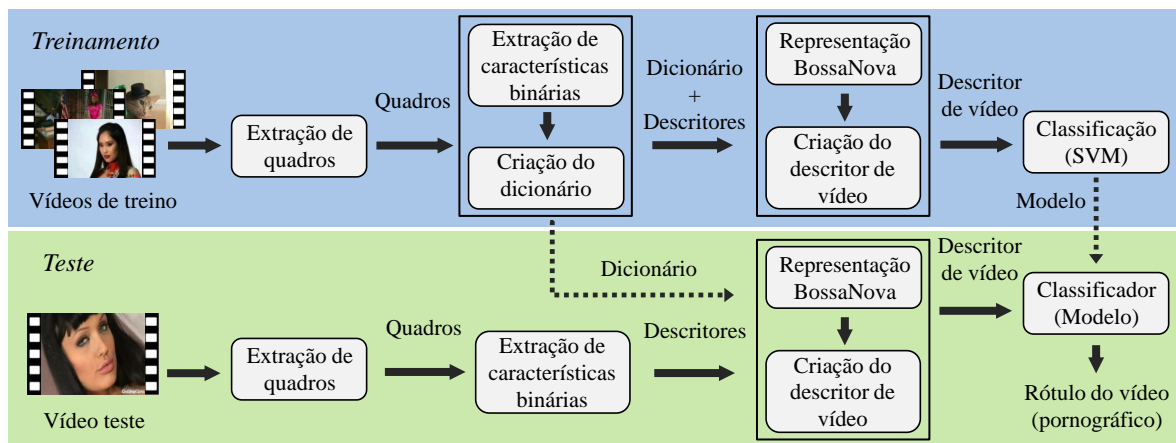 Treinamento
Vídeos de treino
Extração de
quadros
Quadros
Extração de
características
binárias
Criação do
dicionário
Dicionário
+
Descritores
Representação
BossaNova
Criação do
descritor de
vídeo
Descritor
de vídeo
Classificação
(SVM)
Modelo
Teste
Vídeo teste
Extração de
quadros
Quadros
Extração de
características
binárias
Dicionário
Descritores
Representação
BossaNova
Criação do
descritor de
vídeo
Descritor
de vídeo
Classificador
(Modelo)
Rótulo do vídeo
(pornográfico)